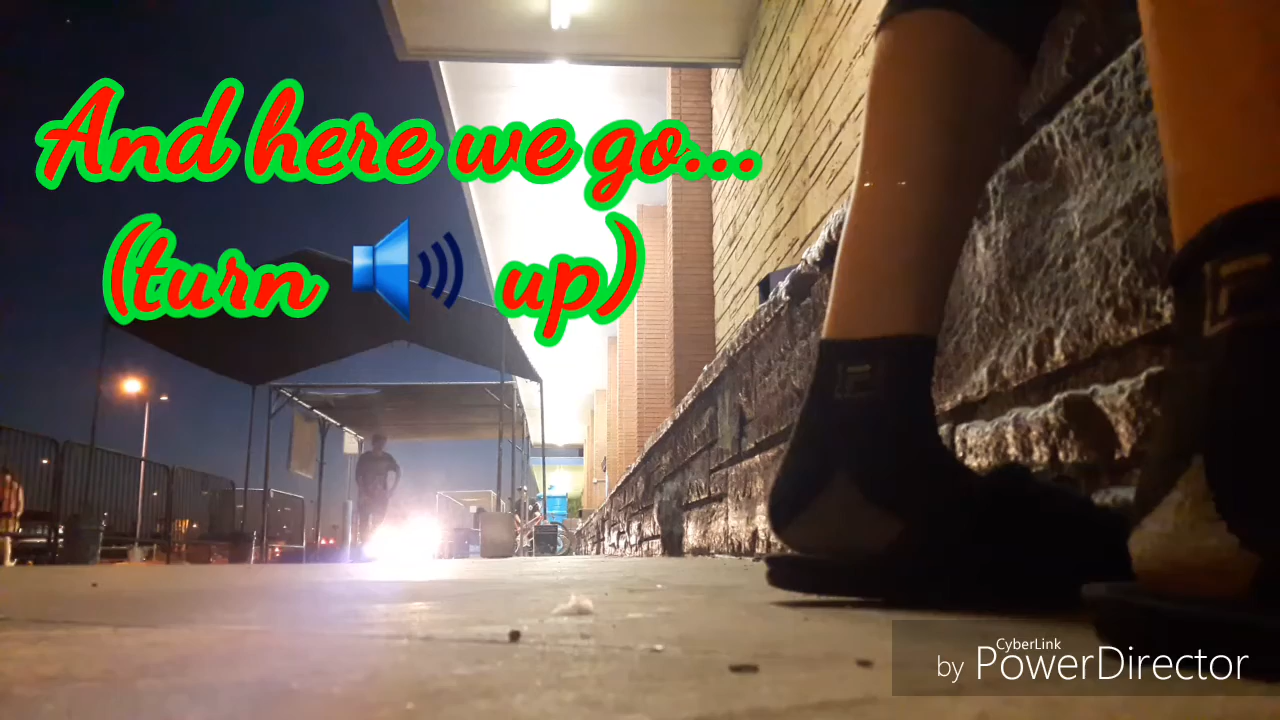 And here we go...
(turn 🔊 up)
CyberLink
by PowerDirector